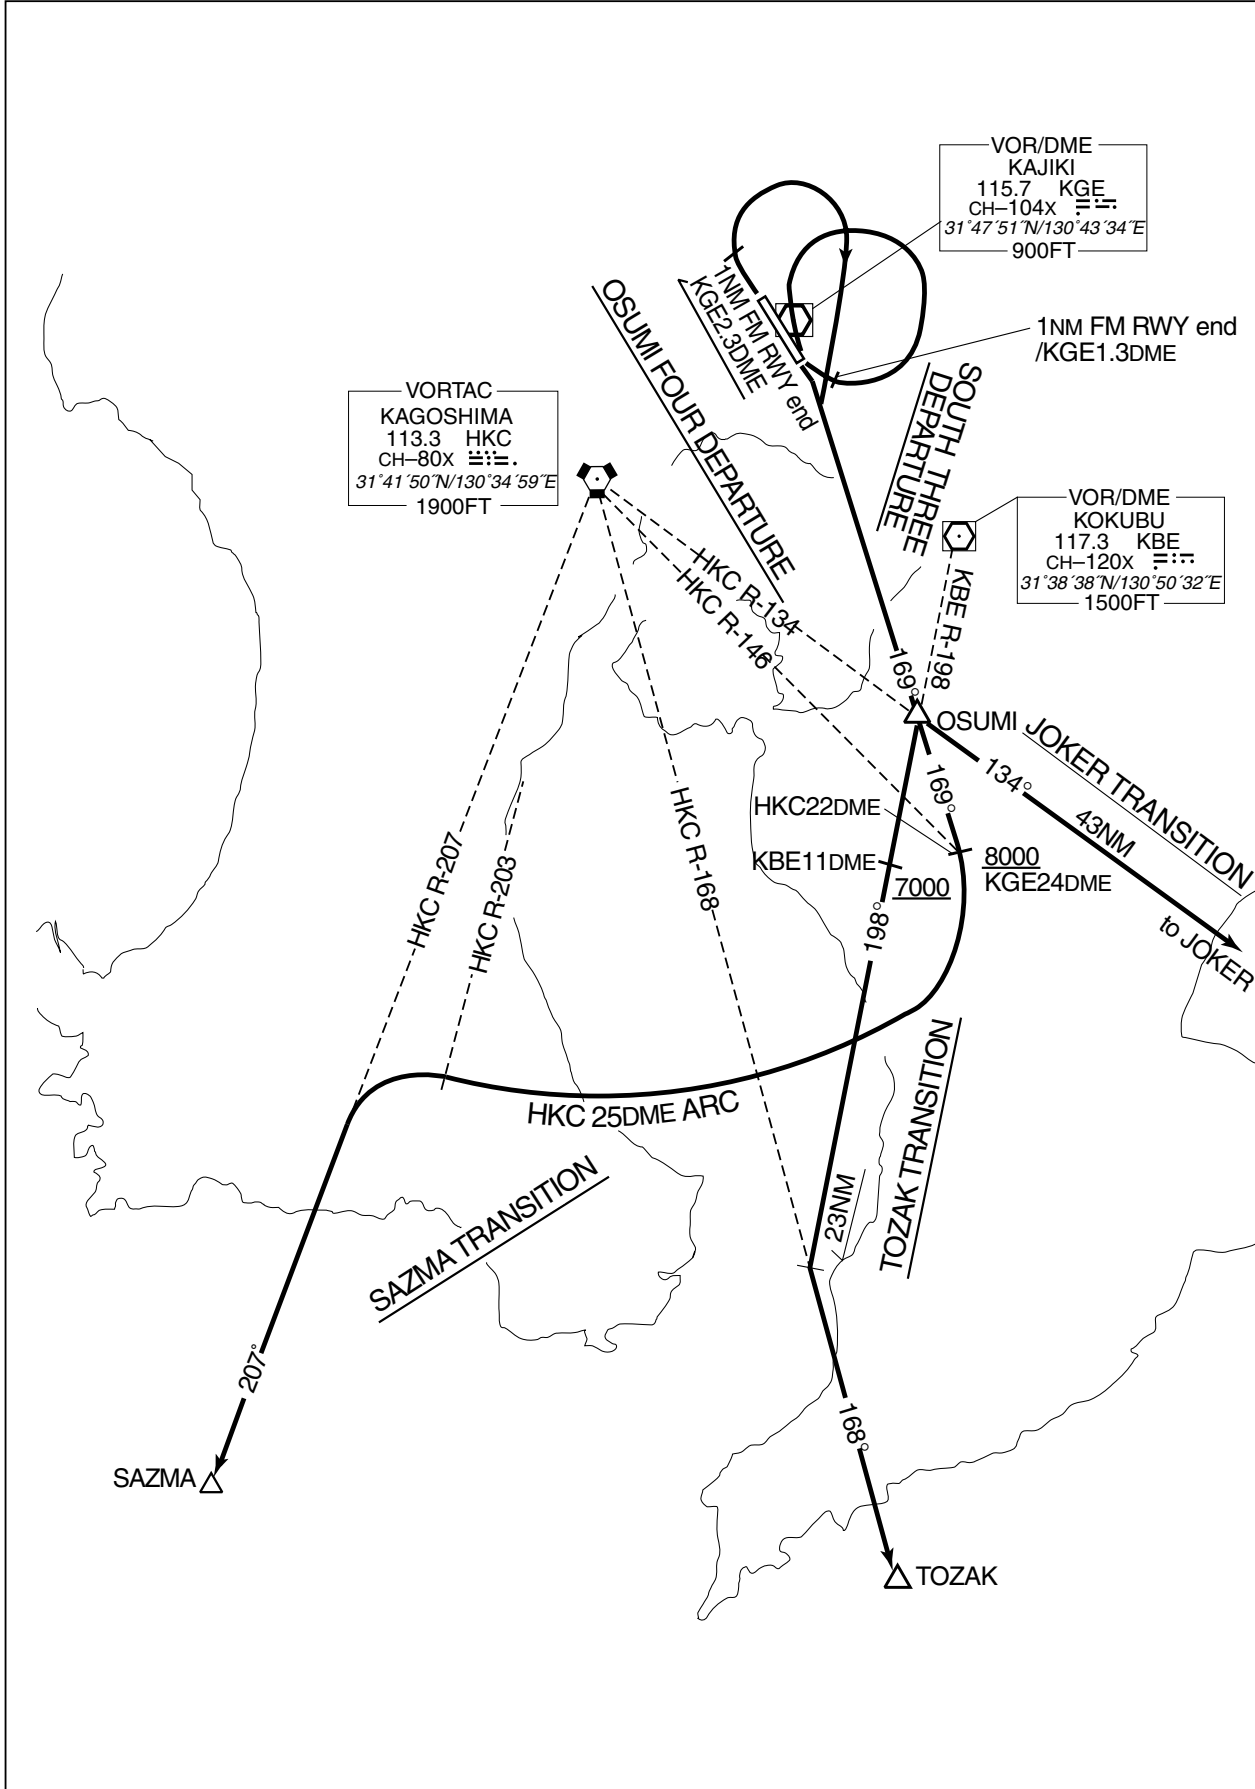 VOR/DME
KAJIKI
115.7 KGE
CH–104X
31°47´51˝N/130°43´34˝E
900FT
1NM FM RWY end
KGE2.3DME
1NM FM RWY end
/KGE1.3DME
OSUMI FOUR DEPARTURE
SOUTH THREE
DEPARTURE
VORTAC
KAGOSHIMA
113.3 HKC
CH–80X
31°41´50˝N/130°34´59˝E
1900FT
VOR/DME
KOKUBU
117.3 KBE
CH–120X
31°38´38˝N/130°50´32˝E
1500FT
HKC R-134
HKC R-146
KBE R-198
169°
OSUMI
JOKER TRANSITION
134°
43NM
to JOKER
169°
HKC22DME
KBE11DME
7000
8000
KGE24DME
198°
HKC R-207
HKC R-203
HKC R-168
HKC 25DME ARC
TOZAK TRANSITION
23NM
SAZMA TRANSITION
207°
168°
SAZMA
TOZAK